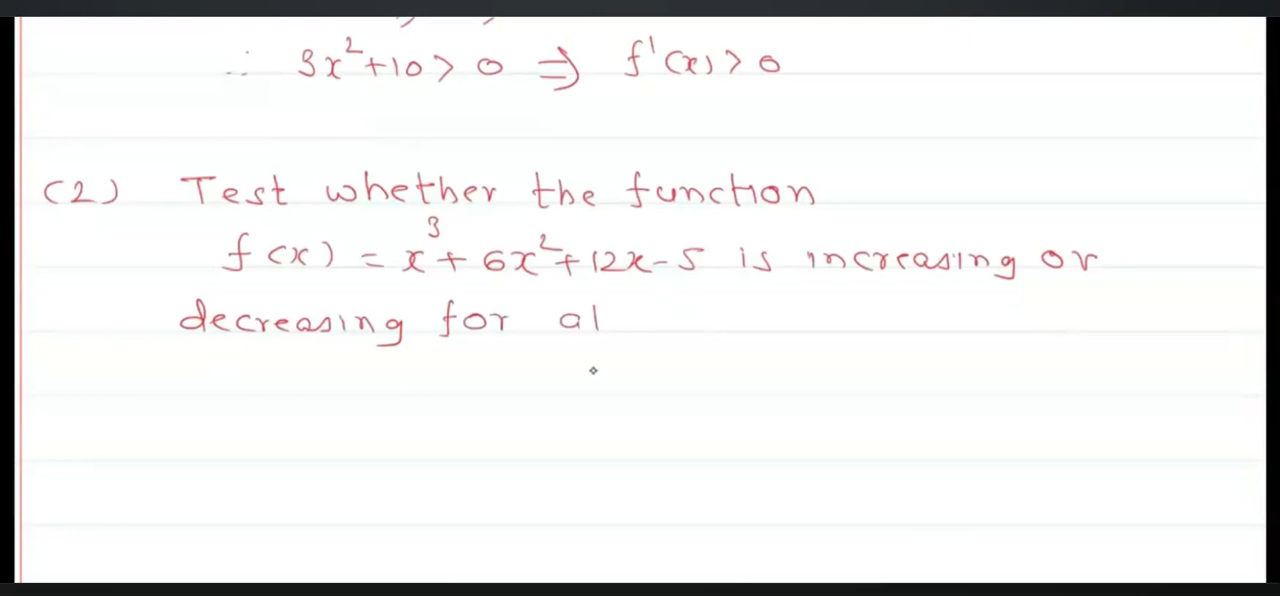 ∴ 3x²+10 > 0 ⇒ f'(x) > 0
(2) Test whether the function
f(x) = x³ + 6x² + 12x - 5 is increasing or
decreasing for al